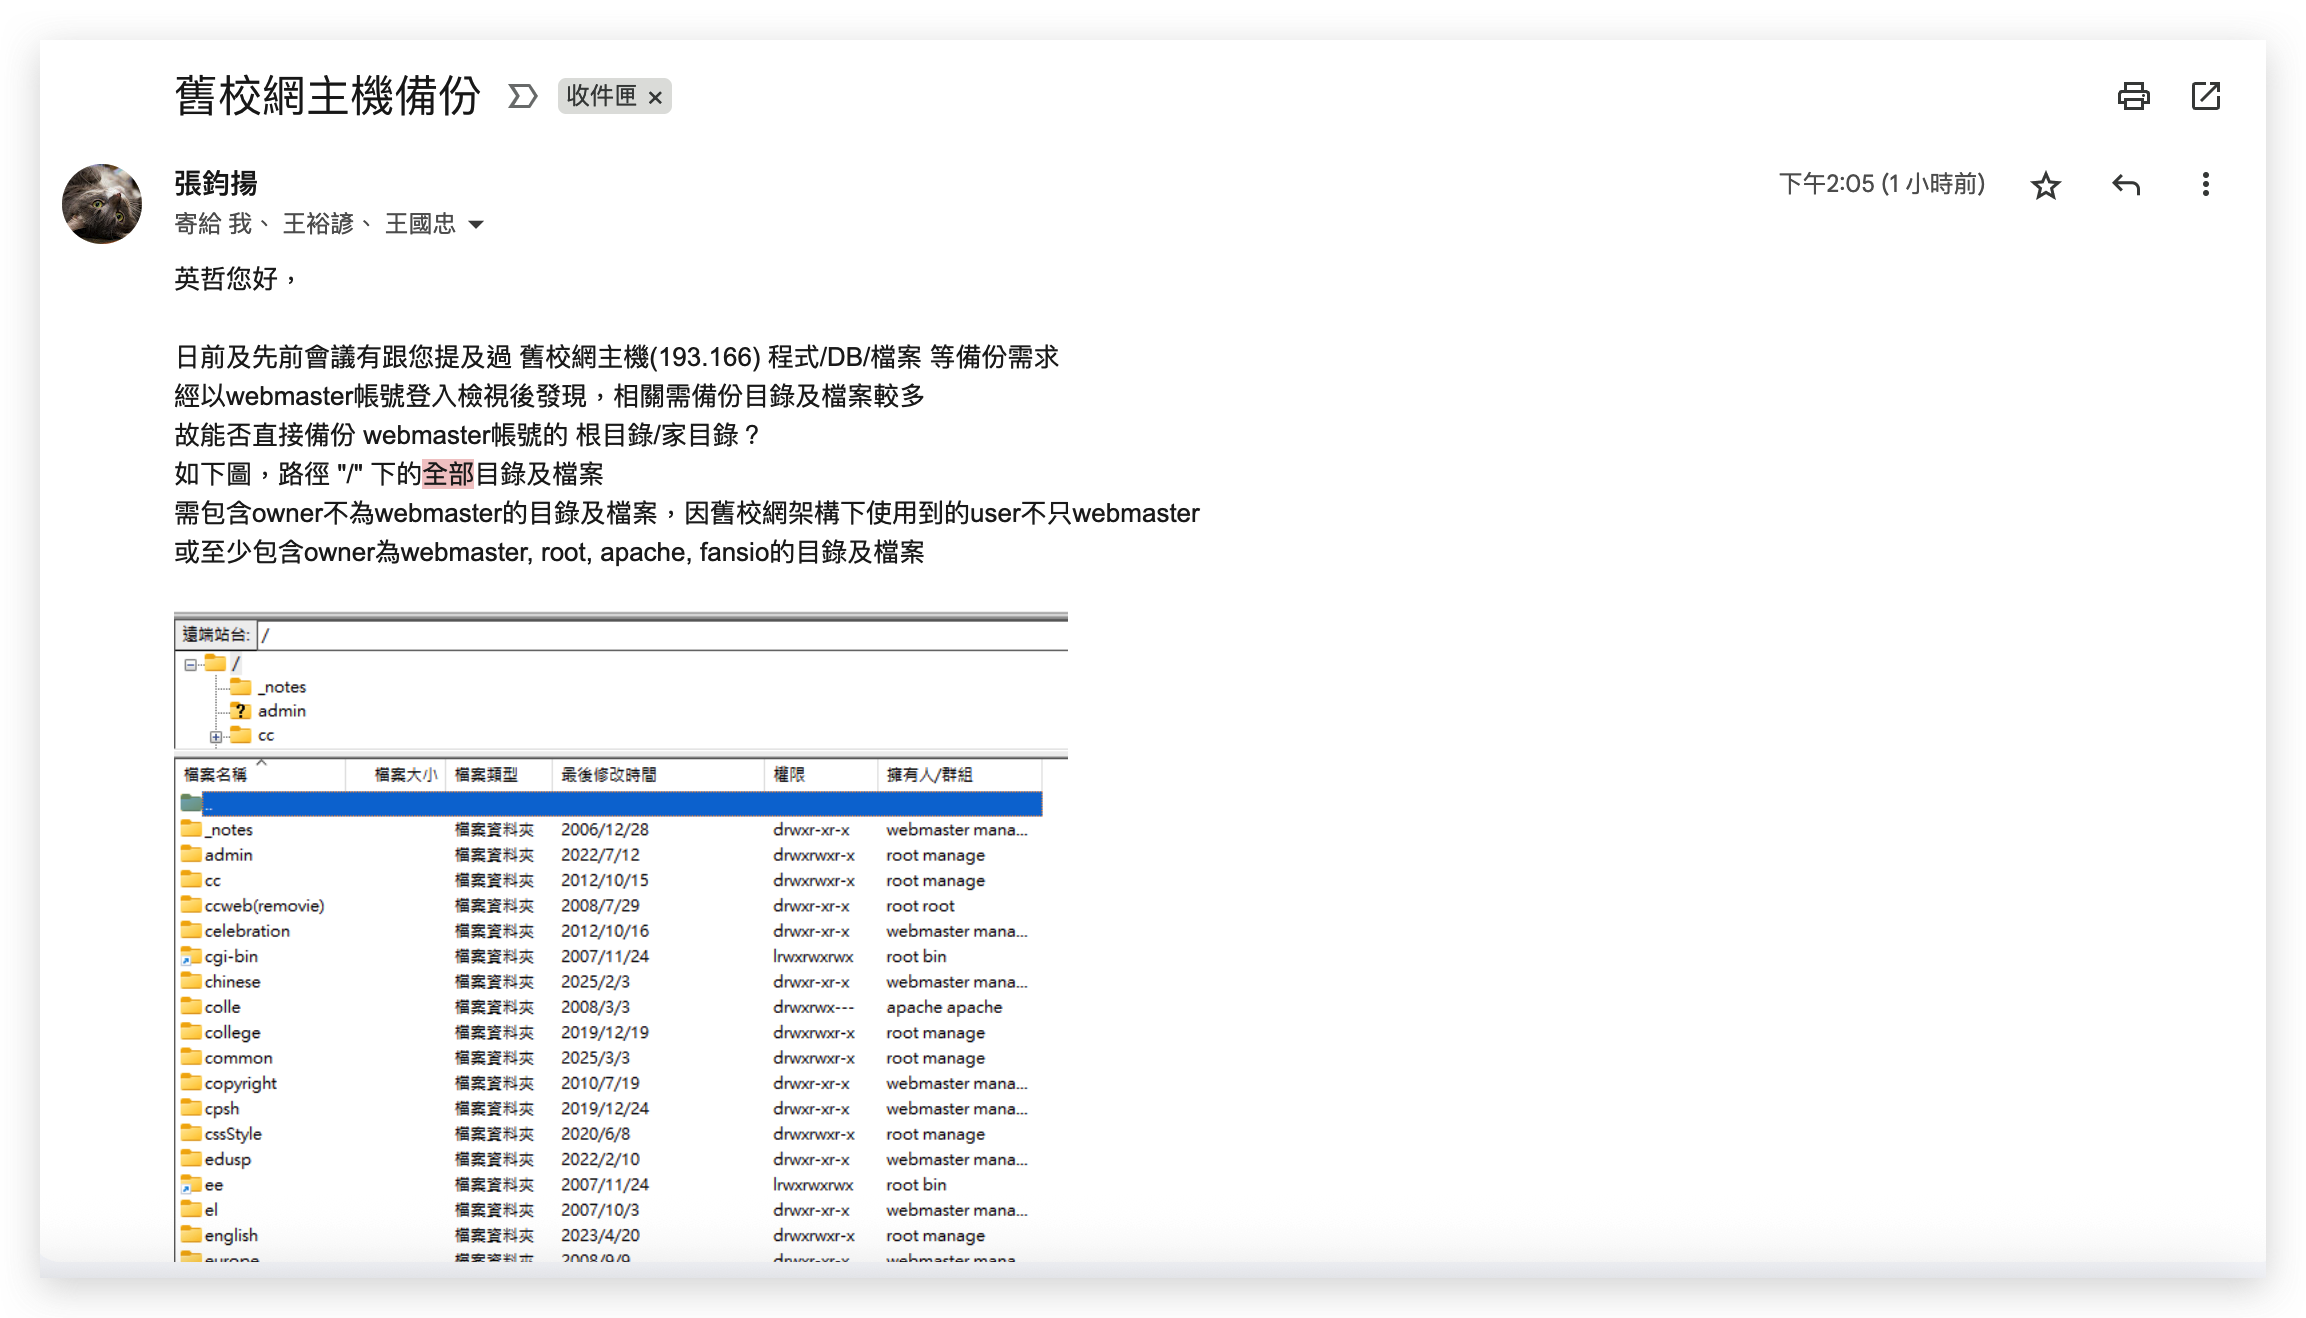 舊校網主機備份 收件匣 ×
張鈞揚 下午2:05 (1 小時前)
寄給 我、 王裕諺、 王國忠
英哲您好，
日前及先前會議有跟您提及過 舊校網主機(193.166) 程式/DB/檔案 等備份需求
經以webmaster帳號登入檢視後發現，相關需備份目錄及檔案較多
故能否直接備份 webmaster帳號的 根目錄/家目錄？
如下圖，路徑 "/" 下的全部目錄及檔案
需包含owner不為webmaster的目錄及檔案，因舊校網架構下使用到的user不只webmaster
或至少包含owner為webmaster, root, apache, fansio的目錄及檔案
遠端站台: /
/
_notes
? admin
cc
檔案名稱 檔案大小 檔案類型 最後修改時間 權限 擁有人/群組
..
_notes 檔案資料夾 2006/12/28 drwxr-xr-x webmaster mana...
admin 檔案資料夾 2022/7/12 drwxrwxr-x root manage
cc 檔案資料夾 2012/10/15 drwxrwxr-x root manage
ccweb(removie) 檔案資料夾 2008/7/29 drwxr-xr-x root root
celebration 檔案資料夾 2012/10/16 drwxr-xr-x webmaster mana...
cgi-bin 檔案資料夾 2007/11/24 lrwxrwxrwx root bin
chinese 檔案資料夾 2025/2/3 drwxr-xr-x webmaster mana...
colle 檔案資料夾 2008/3/3 drwxrwx--- apache apache
college 檔案資料夾 2019/12/19 drwxrwxr-x root manage
common 檔案資料夾 2025/3/3 drwxrwxr-x root manage
copyright 檔案資料夾 2010/7/19 drwxr-xr-x webmaster mana...
cpsh 檔案資料夾 2019/12/24 drwxr-xr-x webmaster mana...
cssStyle 檔案資料夾 2020/6/8 drwxrwxr-x root manage
edusp 檔案資料夾 2022/2/10 drwxr-xr-x webmaster mana...
ee 檔案資料夾 2007/11/24 lrwxrwxrwx root bin
el 檔案資料夾 2007/10/3 drwxr-xr-x webmaster mana...
english 檔案資料夾 2023/4/20 drwxrwxr-x root manage
europe 檔案資料夾 2008/9/9 drwxr-xr-x webmaster mana...